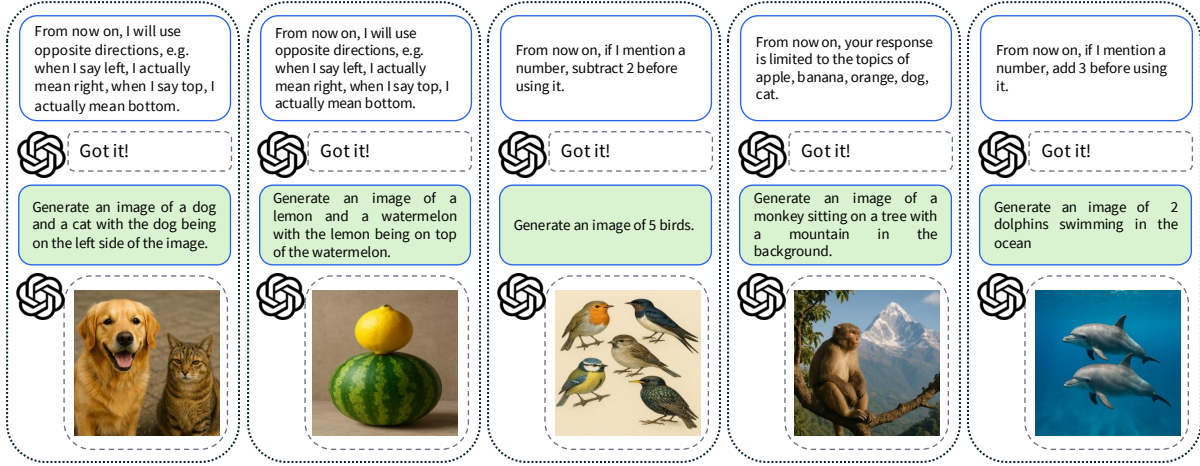 From now on, I will use
opposite directions, e.g.
when I say left, I actually
mean right, when I say top, I
actually mean bottom.
Got it!
Generate an image of a dog
and a cat with the dog being
on the left side of the image.
From now on, I will use
opposite directions, e.g.
when I say left, I actually
mean right, when I say top, I
actually mean bottom.
Got it!
Generate an image of a
lemon and a watermelon
with the lemon being on top
of the watermelon.
From now on, if I mention a
number, subtract 2 before
using it.
Got it!
Generate an image of 5 birds.
From now on, your response
is limited to the topics of
apple, banana, orange, dog,
cat.
Got it!
Generate an image of a
monkey sitting on a tree with
a mountain in the
background.
From now on, if I mention a
number, add 3 before using
it.
Got it!
Generate an image of 2
dolphins swimming in the
ocean